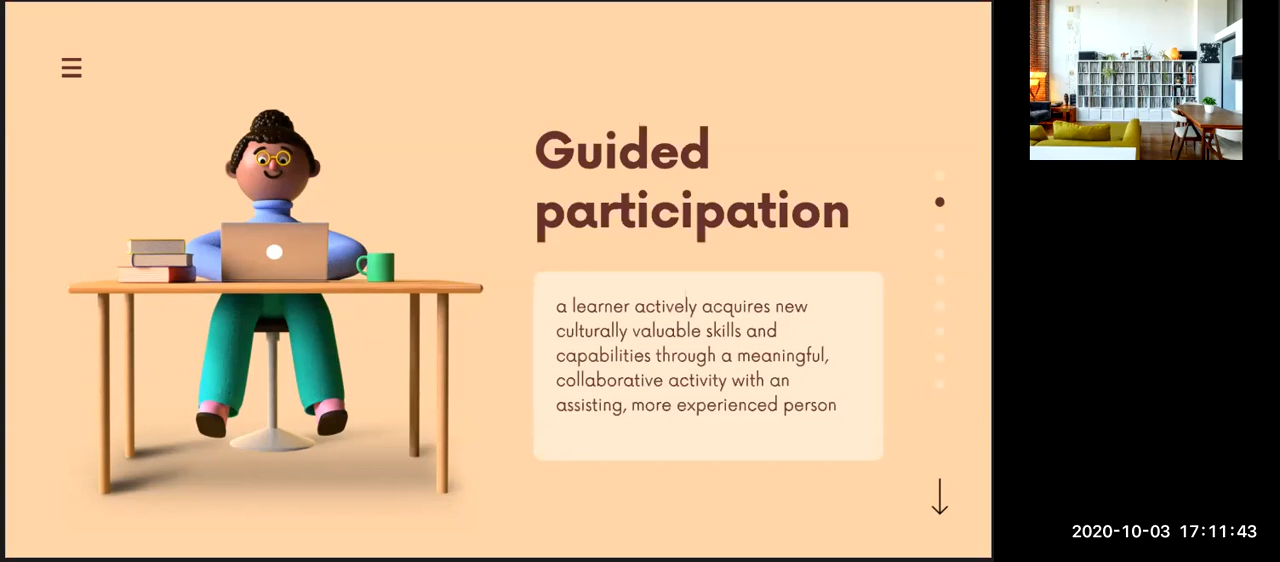 Guided
participation
a learner actively acquires new
culturally valuable skills and
capabilities through a meaningful,
collaborative activity with an
assisting, more experienced person
2020-10-03 17:11:43